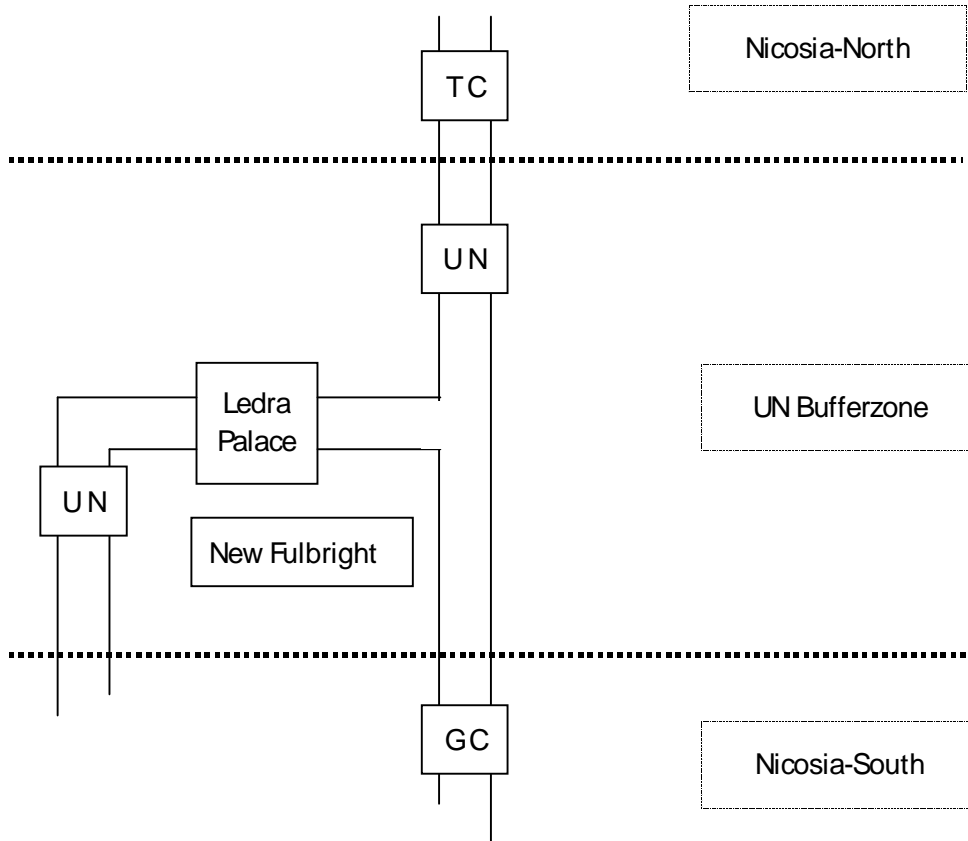 TC
Nicosia-North
UN
Ledra
Palace
UN Bufferzone
UN
New Fulbright
GC
Nicosia-South